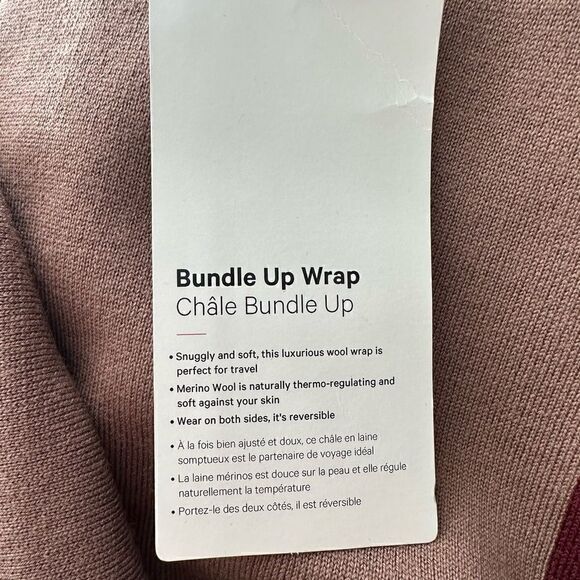 Bundle Up Wrap
Châle Bundle Up
• Snuggly and soft, this luxurious wool wrap is
perfect for travel
• Merino Wool is naturally thermo-regulating and
soft against your skin
• Wear on both sides, it's reversible
• À la fois bien ajusté et doux, ce châle en laine
somptueux est le partenaire de voyage idéal
• La laine mérinos est douce sur la peau et elle régule
naturellement la température
• Portez-le des deux côtés, il est réversible